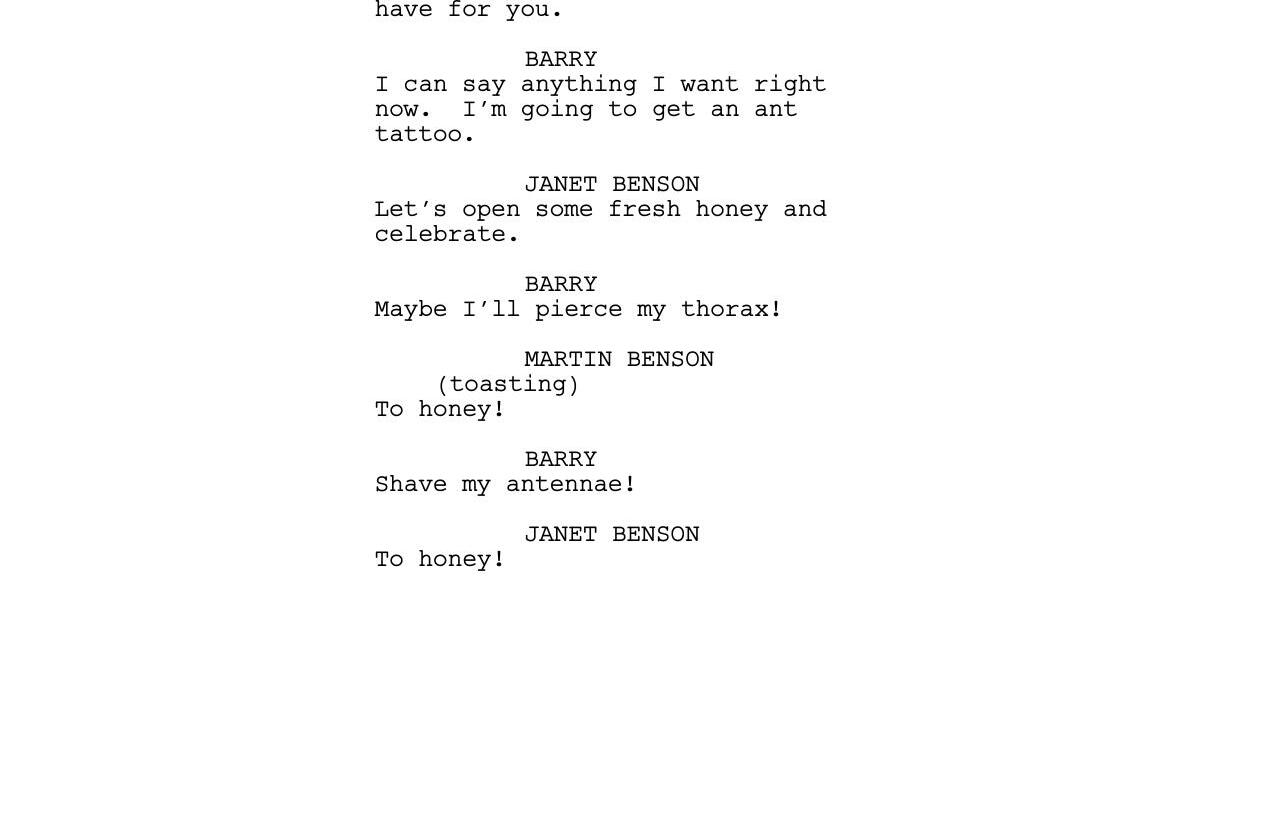 have for you.
BARRY
I can say anything I want right
now.  I’m going to get an ant
tattoo.
JANET BENSON
Let’s open some fresh honey and
celebrate.
BARRY
Maybe I’ll pierce my thorax!
MARTIN BENSON
(toasting)
To honey!
BARRY
Shave my antennae!
JANET BENSON
To honey!